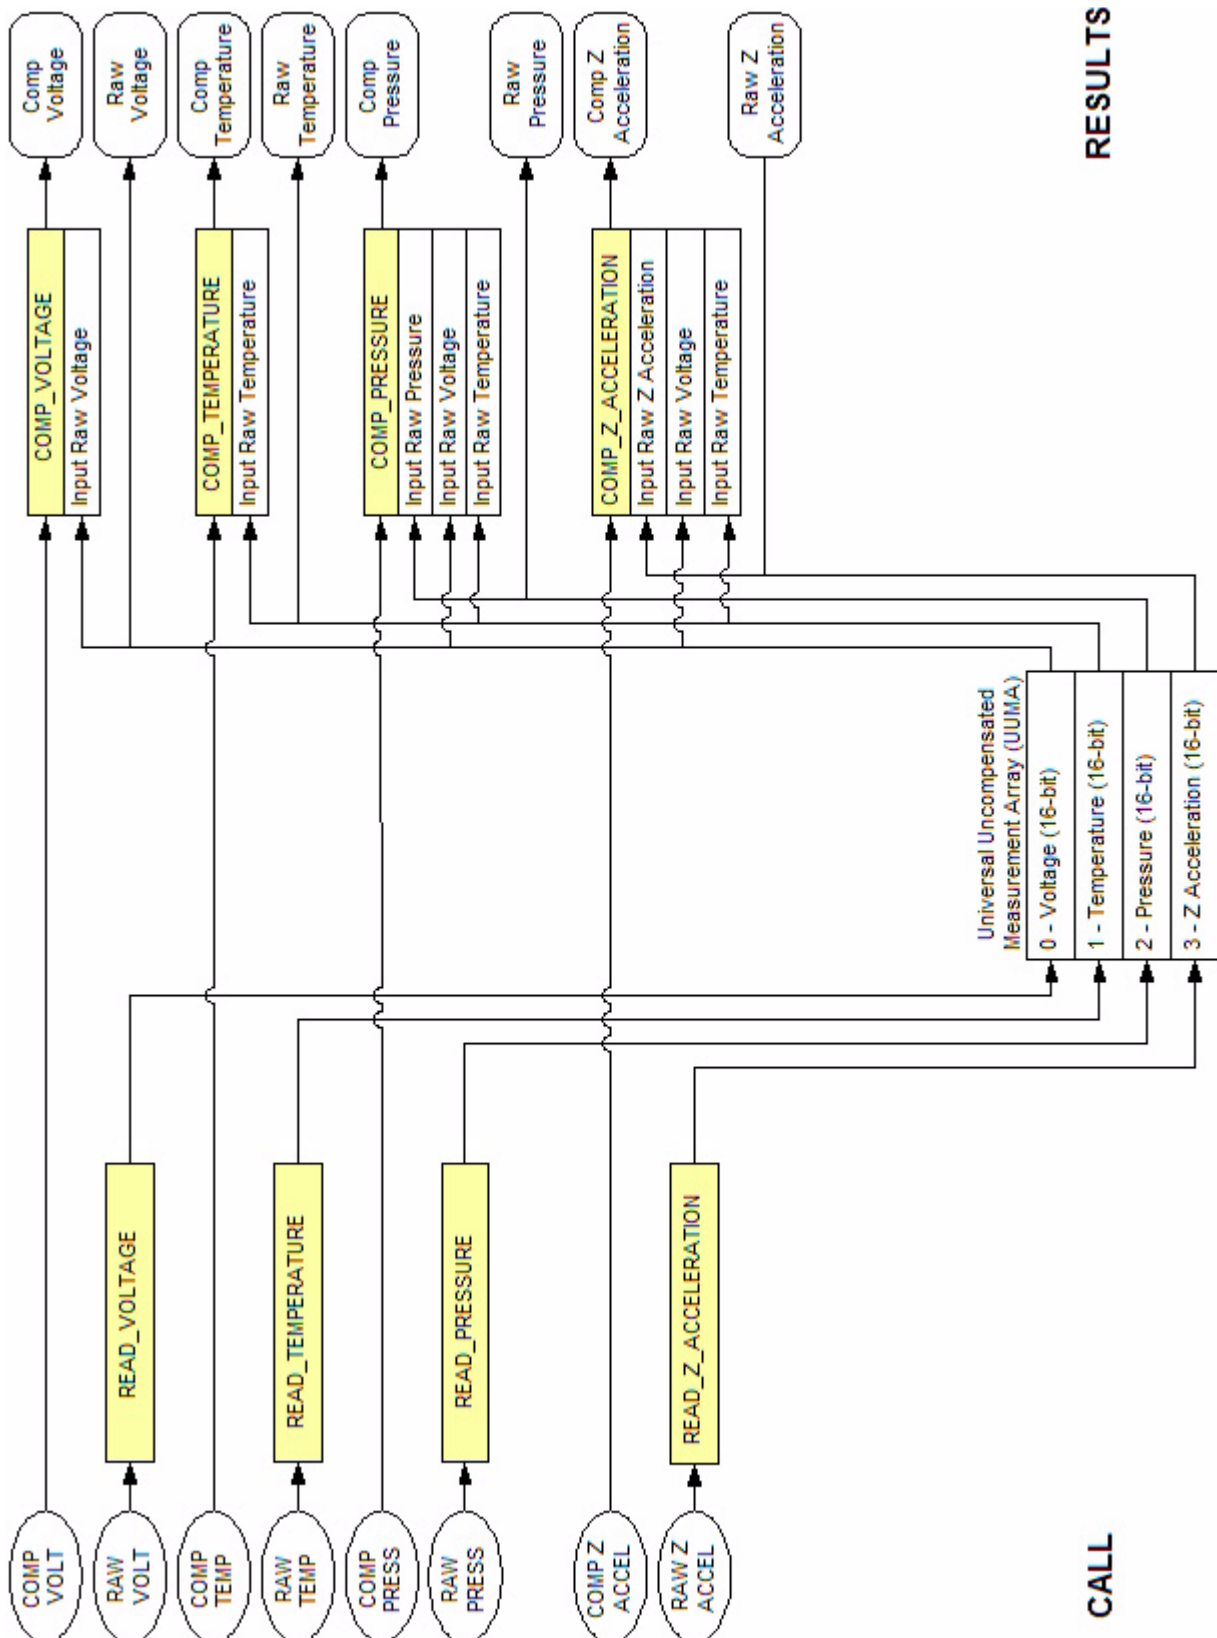 COMP
VOLT
RAW
VOLT
COMP
TEMP
RAW
TEMP
COMP
PRESS
RAW
PRESS
COMP Z
ACCEL
RAW Z
ACCEL
CALL
READ_VOLTAGE
READ_TEMPERATURE
READ_PRESSURE
READ_Z_ACCELERATION
Universal Uncompensated
Measurement Array (UUMA)
0 - Voltage (16-bit)
1 - Temperature (16-bit)
2 - Pressure (16-bit)
3 - Z Acceleration (16-bit)
COMP_VOLTAGE
Input Raw Voltage
COMP_TEMPERATURE
Input Raw Temperature
COMP_PRESSURE
Input Raw Pressure
Input Raw Voltage
Input Raw Temperature
COMP_Z_ACCELERATION
Input Raw Z Acceleration
Input Raw Voltage
Input Raw Temperature
Comp
Voltage
Raw
Voltage
Comp
Temperature
Raw
Temperature
Comp
Pressure
Raw
Pressure
Comp Z
Acceleration
Raw Z
Acceleration
RESULTS